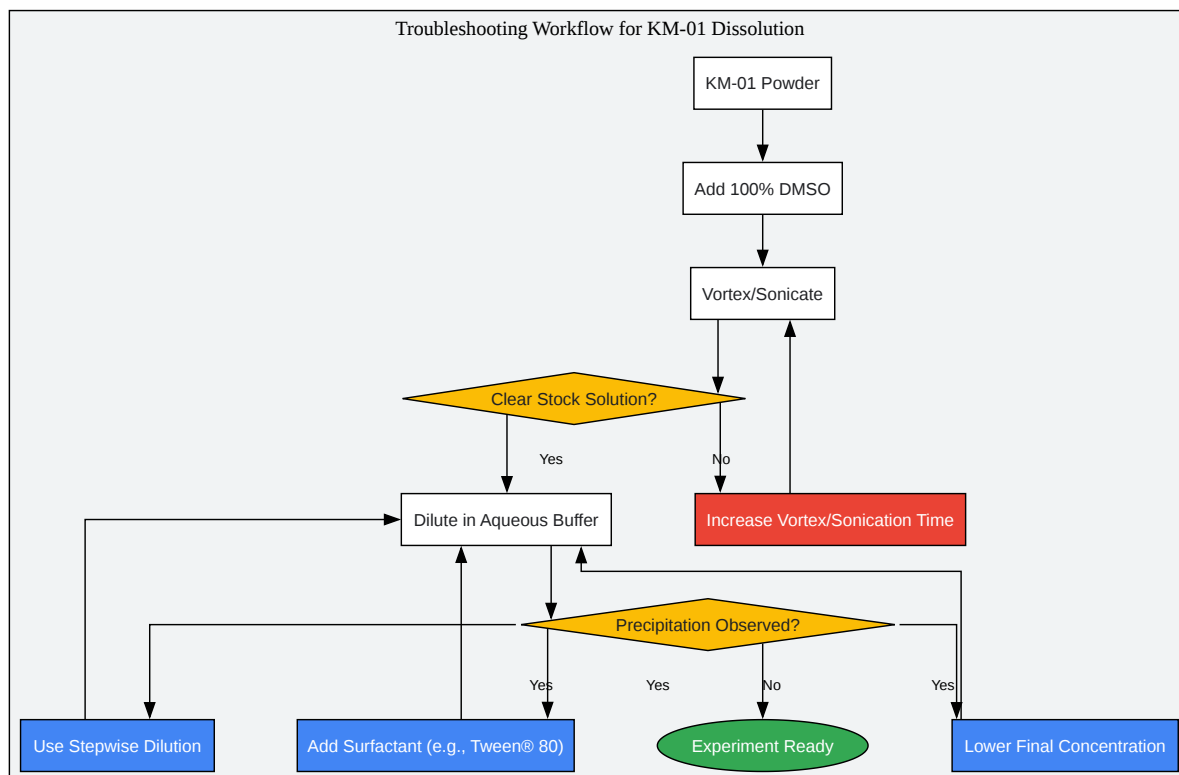 Troubleshooting Workflow for KM-01 Dissolution
KM-01 Powder
Add 100% DMSO
Vortex/Sonicate
Clear Stock Solution?
Yes
No
Dilute in Aqueous Buffer
Increase Vortex/Sonication Time
Precipitation Observed?
Yes
Yes
No
Yes
Use Stepwise Dilution
Add Surfactant (e.g., Tween® 80)
Experiment Ready
Lower Final Concentration